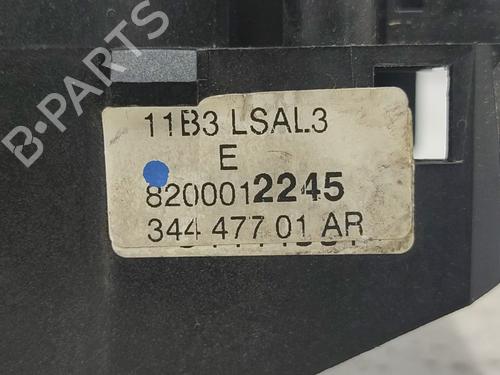 B-PARTS
11B3 LSAL3
E
8200012245
344 477 01 AR